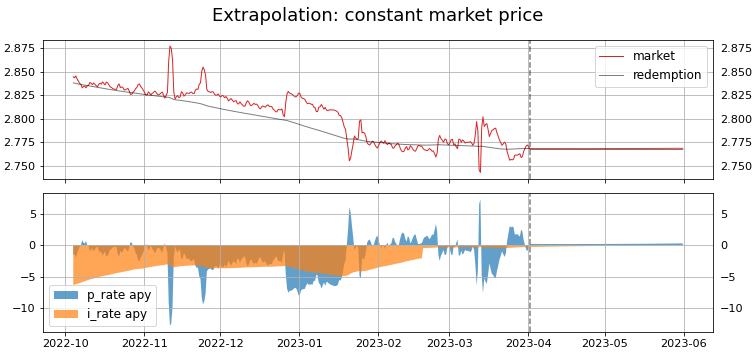 Extrapolation: constant market price
2.875 2.875
2.850 2.850
2.825 2.825
2.800 2.800
2.775 2.775
2.750 2.750
market
redemption
5 5
0 0
−5 −5
−10 −10
p_rate apy
i_rate apy
2022-10 2022-11 2022-12 2023-01 2023-02 2023-03 2023-04 2023-05 2023-06